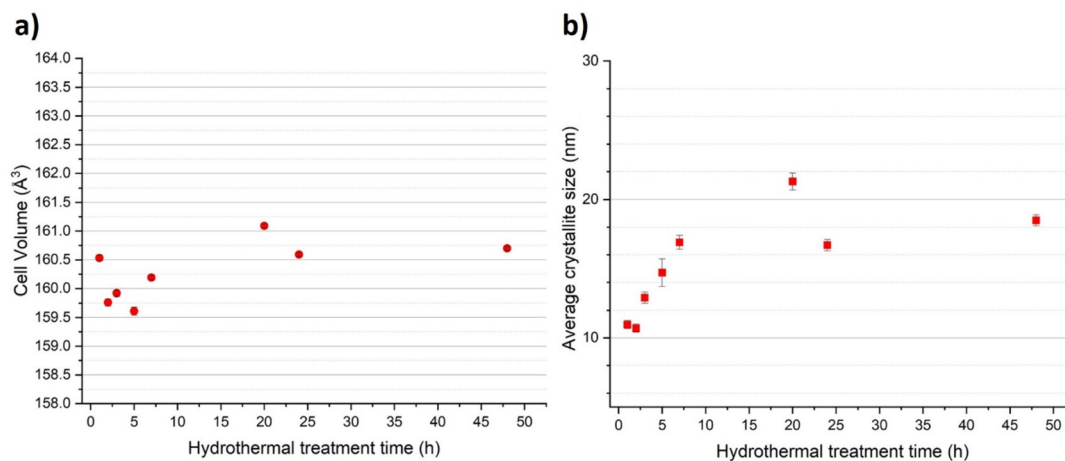 a)
Cell Volume (Å³)
164.0
163.5
163.0
162.5
162.0
161.5
161.0
160.5
160.0
159.5
159.0
158.5
158.0
0 5 10 15 20 25 30 35 40 45 50
Hydrothermal treatment time (h)
b)
Average crystallite size (nm)
30
20
10
0 5 10 15 20 25 30 35 40 45 50
Hydrothermal treatment time (h)